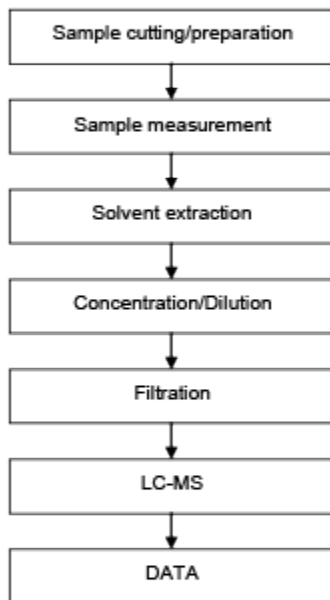 Sample cutting/preparation
Sample measurement
Solvent extraction
Concentration/Dilution
Filtration
LC-MS
DATA